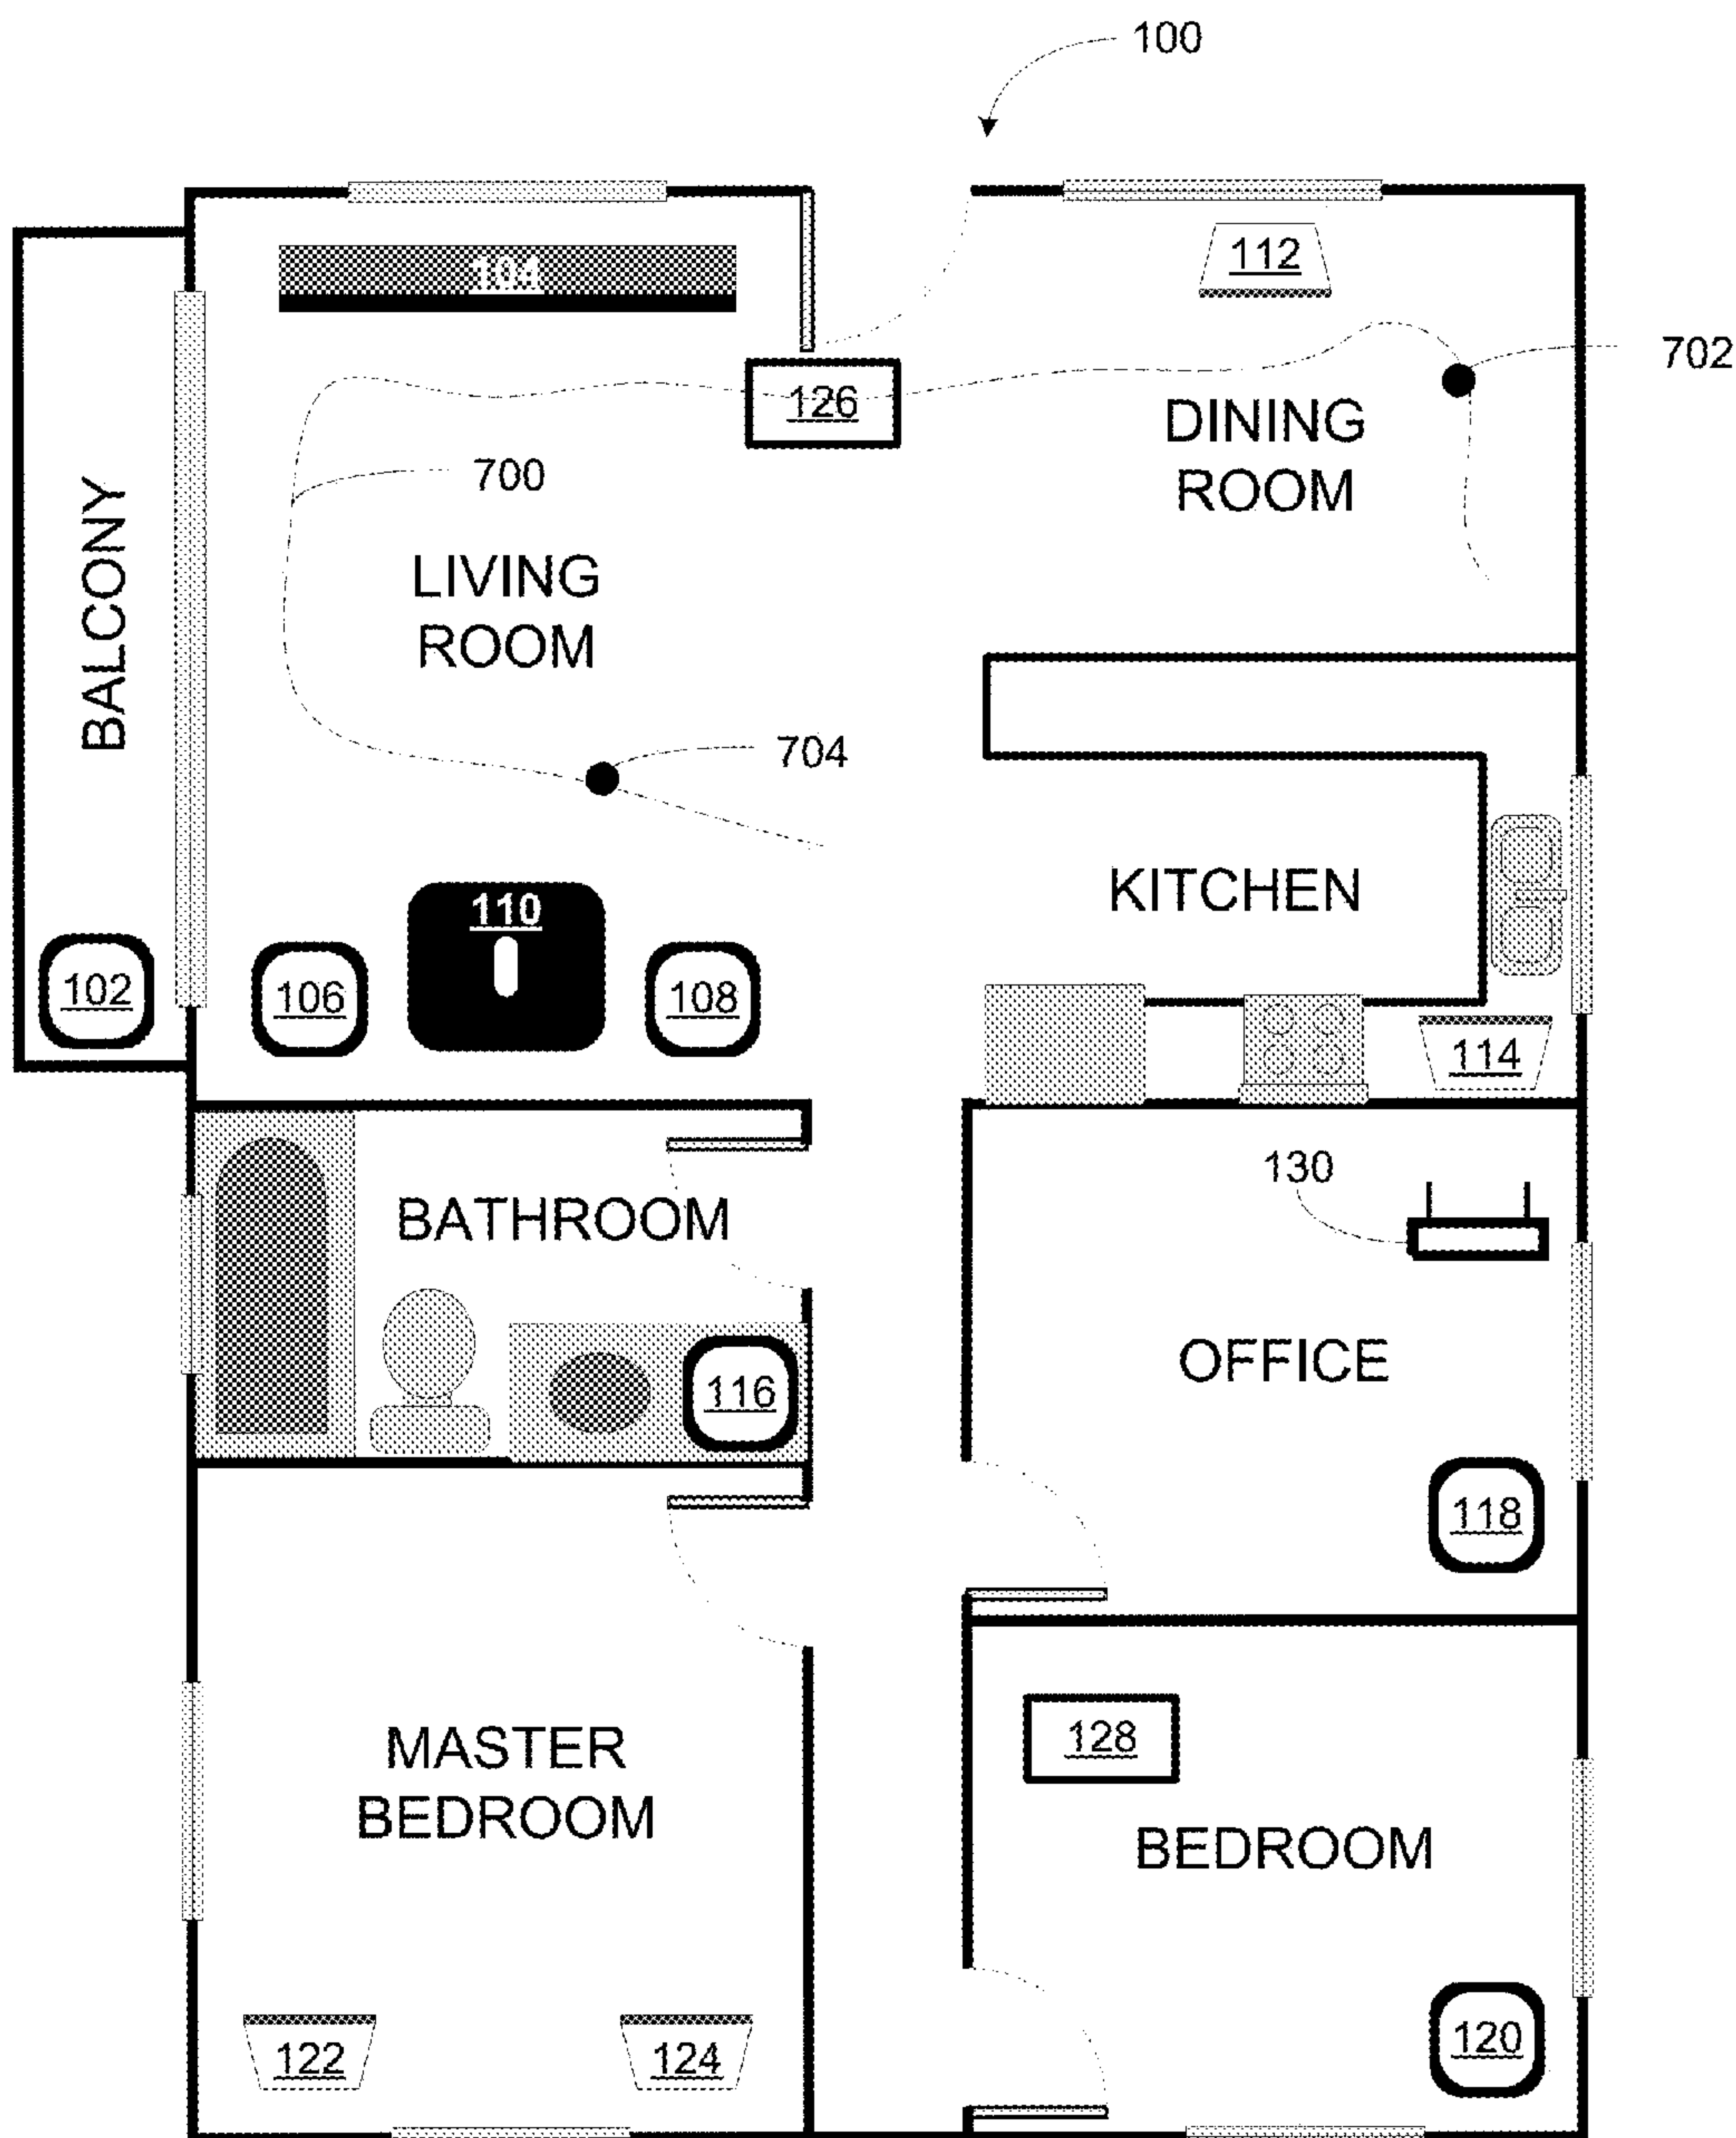 100
104
112
702
126
DINING
ROOM
700
BALCONY
LIVING
ROOM
704
KITCHEN
110
102
106
108
114
130
BATHROOM
OFFICE
116
118
128
MASTER
BEDROOM
BEDROOM
122
124
120